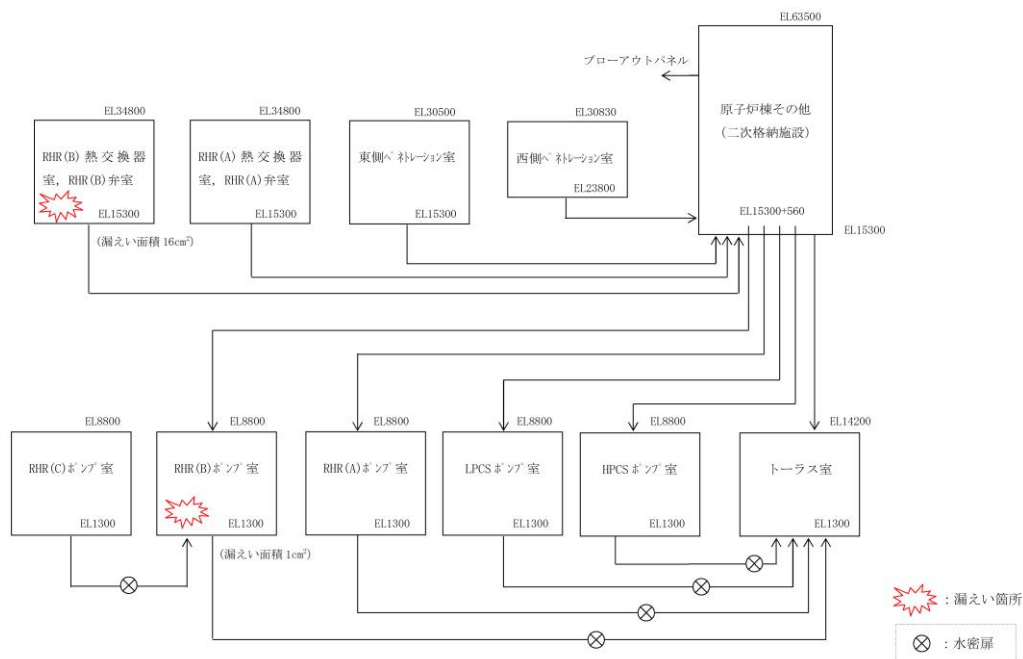 EL63500
ブローアウトパネル
原子炉棟その他
(二次格納施設)
EL15300+560
EL15300
EL34800
RHR(B)熱交換器
室, RHR(B)弁室
EL15300
(漏えい面積16cm²)
EL34800
RHR(A)熱交換器
室, RHR(A)弁室
EL15300
EL30500
東側ペネトレーション室
EL15300
EL30830
西側ペネトレーション室
EL23800
EL8800
RHR(C)ポンプ室
EL1300
EL8800
RHR(B)ポンプ室
EL1300
(漏えい面積1cm²)
EL8800
RHR(A)ポンプ室
EL1300
EL8800
LPCSポンプ室
EL1300
EL8800
HPCSポンプ室
EL1300
EL14200
トーラス室
EL1300
:漏えい箇所
:水密扉